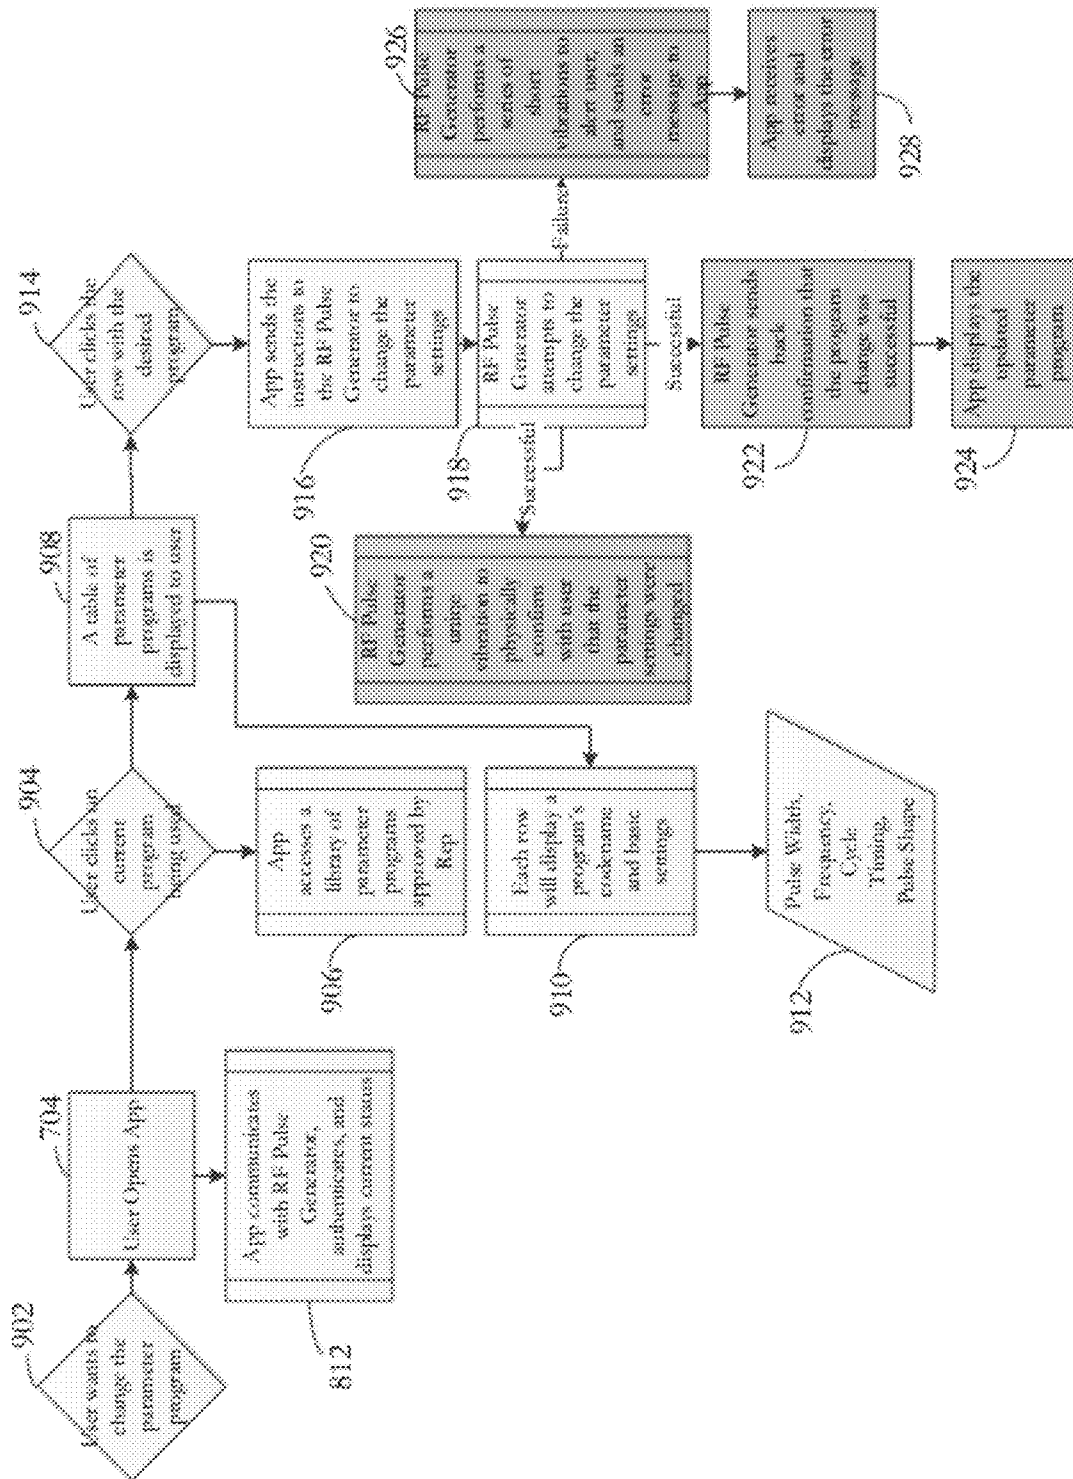 902
User wants to
change the
parameter
program
704
User Opens App
812
App communicates
with RF Pulse
Generator,
authenticates, and
displays current status
904
User clicks on
current
program
being used
906
App
accesses a
library of
parameter
programs
approved by
Rep
908
A table of
parameter
programs is
displayed to user
910
Each row
will display a
program's
codename
and basic
settings
912
Pulse Width,
Frequency,
Cycle
Timing,
Pulse Shape
914
User clicks the
row with the
desired
program
916
App sends the
instructions to
the RF Pulse
Generator to
change the
parameter
settings
918
RF Pulse
Generator
attempts to
change the
parameter
settings
Successful
920
RF Pulse
Generator
performs a
unique
vibration to
physically
confirm
with user
that the
parameter
settings were
changed
Successful
922
RF Pulse
Generator sends
back
confirmation that
the program
change was
successful
924
App displays the
updated
parameter
program
Failure
926
RF Pulse
Generator
performs a
series of
short
vibrations to
alert user,
and sends an
error
message to
App
928
App receives
error and
displays the error
message